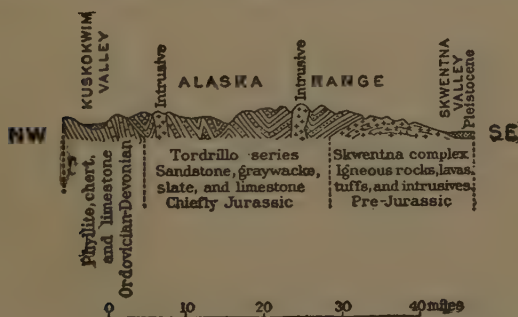 KUSKOKWIM
VALLEY
Intrusive
ALASKA RANGE
Intrusive
SKWENTNA
VALLEY
Pleistocene
NW
SE
Phyllite, chert,
and limestone
Ordovician-Devonian
Tordrillo series
Sandstone, graywacke,
slate, and limestone
Chiefly Jurassic
Skwentna complex
Igneous rocks, lavas,
tuffs, and intrusives
Pre-Jurassic
0 10 20 30 40 miles